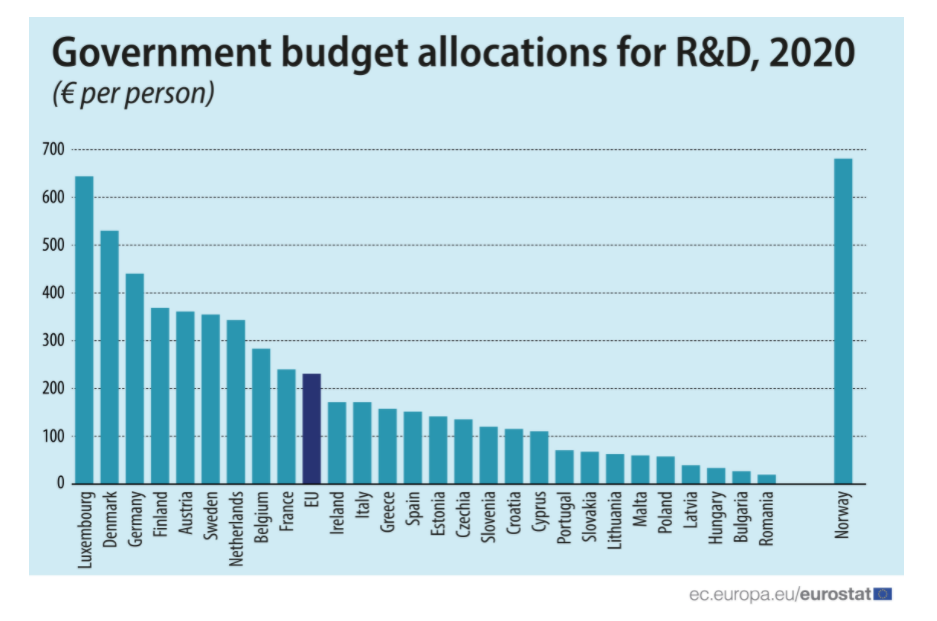 Government budget allocations for R&D, 2020
(€ per person)
700
600
500
400
300
200
100
0
Luxembourg
Denmark
Germany
Finland
Austria
Sweden
Netherlands
Belgium
France
EU
Ireland
Italy
Greece
Spain
Estonia
Czechia
Slovenia
Croatia
Cyprus
Portugal
Slovakia
Lithuania
Malta
Poland
Latvia
Hungary
Bulgaria
Romania
Norway
ec.europa.eu/eurostat